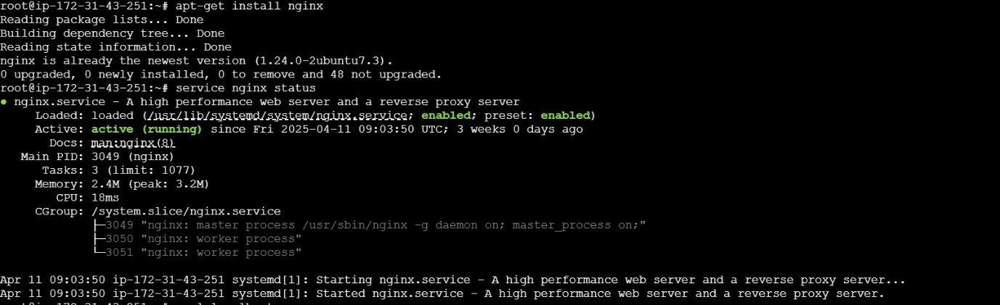 root@ip-172-31-43-251:~# apt-get install nginx
Reading package lists... Done
Building dependency tree... Done
Reading state information... Done
nginx is already the newest version (1.24.0-2ubuntu7.3).
0 upgraded, 0 newly installed, 0 to remove and 48 not upgraded.
root@ip-172-31-43-251:~# service nginx status
● nginx.service - A high performance web server and a reverse proxy server
     Loaded: loaded (/usr/lib/systemd/system/nginx.service; enabled; preset: enabled)
     Active: active (running) since Fri 2025-04-11 09:03:50 UTC; 3 weeks 0 days ago
       Docs: man:nginx(8)
   Main PID: 3049 (nginx)
      Tasks: 3 (limit: 1077)
     Memory: 2.4M (peak: 3.2M)
        CPU: 18ms
     CGroup: /system.slice/nginx.service
             ├─3049 "nginx: master process /usr/sbin/nginx -g daemon on; master_process on;"
             ├─3050 "nginx: worker process"
             └─3051 "nginx: worker process"
Apr 11 09:03:50 ip-172-31-43-251 systemd[1]: Starting nginx.service - A high performance web server and a reverse proxy server...
Apr 11 09:03:50 ip-172-31-43-251 systemd[1]: Started nginx.service - A high performance web server and a reverse proxy server.